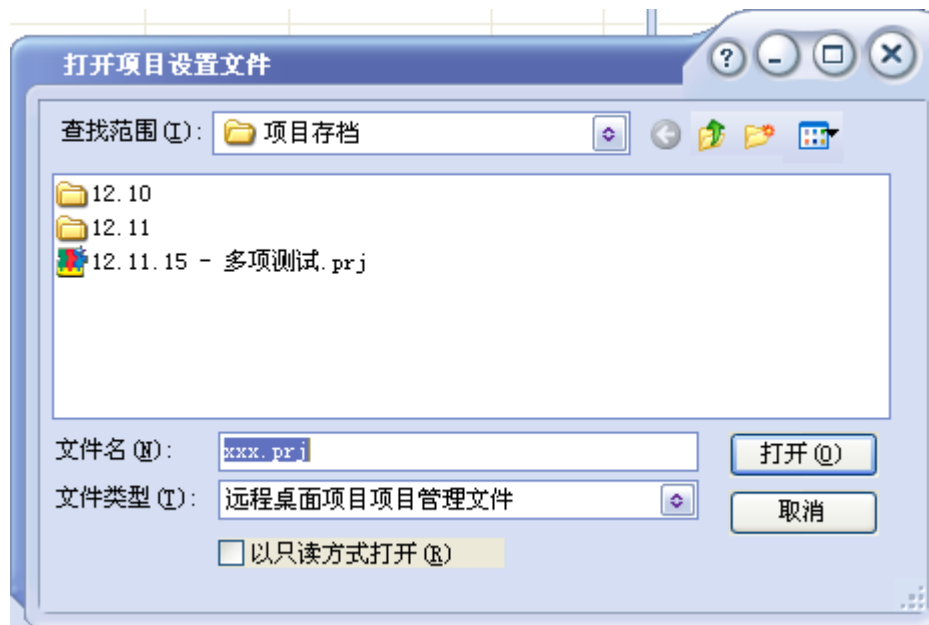 打开项目设置文件
查找范围(I): 项目存档
12.10
12.11
12.11.15 - 多项测试.prj
文件名(N): xxx.prj 打开(O)
文件类型(T): 远程桌面项目项目管理文件 取消
以只读方式打开(R)